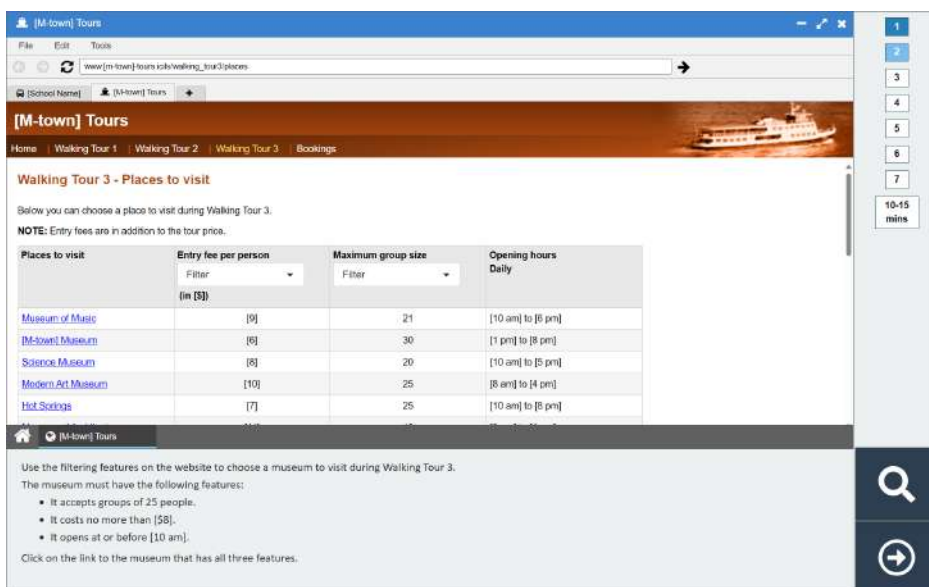 [M-town] Tours
1
File Edit Tools
2
www.[m-town]-tours
3
[School Name] [M-town] Tours
4
[M-town] Tours
5
Home | Walking Tour 1 | Walking Tour 2 | Walking Tour 3 | Bookings
6
Walking Tour 3 - Places to visit
7
Below you can choose a place to visit during Walking Tour 3.
10-15
mins
NOTE: Entry fees are in addition to the tour price.
Places to visit Entry fee per person Maximum group size Opening hours
Daily
Filter Filter
(in [$])
Museum of Music [9] 21 [10 am] to [6 pm]
[M-town] Museum [6] 30 [1 pm] to [8 pm]
Science Museum [8] 20 [10 am] to [5 pm]
Modern Art Museum [10] 25 [8 am] to [4 pm]
Hot Springs [7] 25 [10 am] to [8 pm]
[M-town] Tours
Use the filtering features on the website to choose a museum to visit during Walking Tour 3.
The museum must have the following features:
• It accepts groups of 25 people.
• It costs no more than [$8].
• It opens at or before [10 am].
Click on the link to the museum that has all three features.